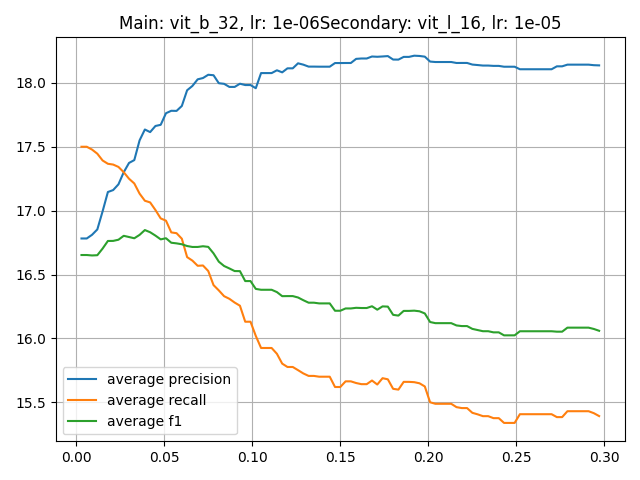 Main: vit_b_32, lr: 1e-06Secondary: vit_l_16, lr: 1e-05
18.0
17.5
17.0
16.5
16.0
15.5
average precision
average recall
average f1
0.00 0.05 0.10 0.15 0.20 0.25 0.30